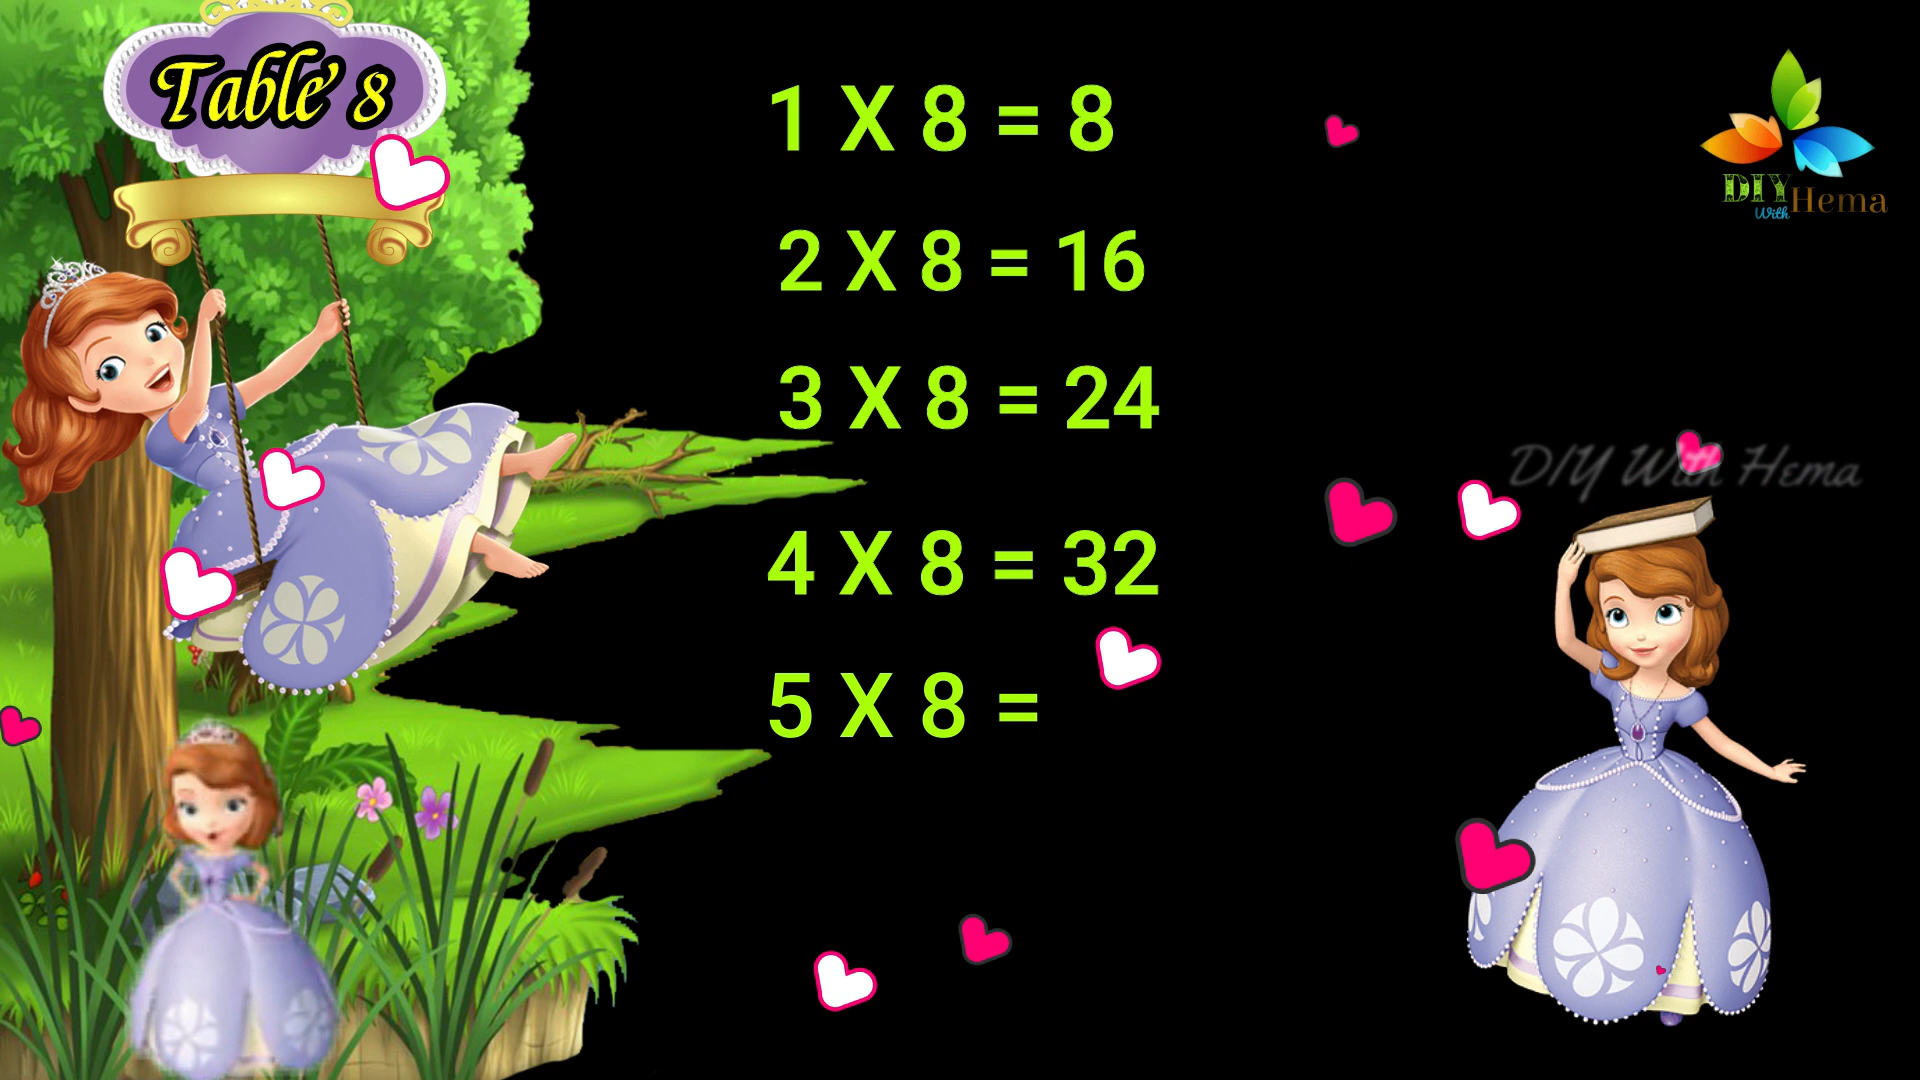 Table 8
1 X 8 = 8
2 X 8 = 16
3 X 8 = 24
4 X 8 = 32
5 X 8 =
DIY
With Hema
DIY With Hema